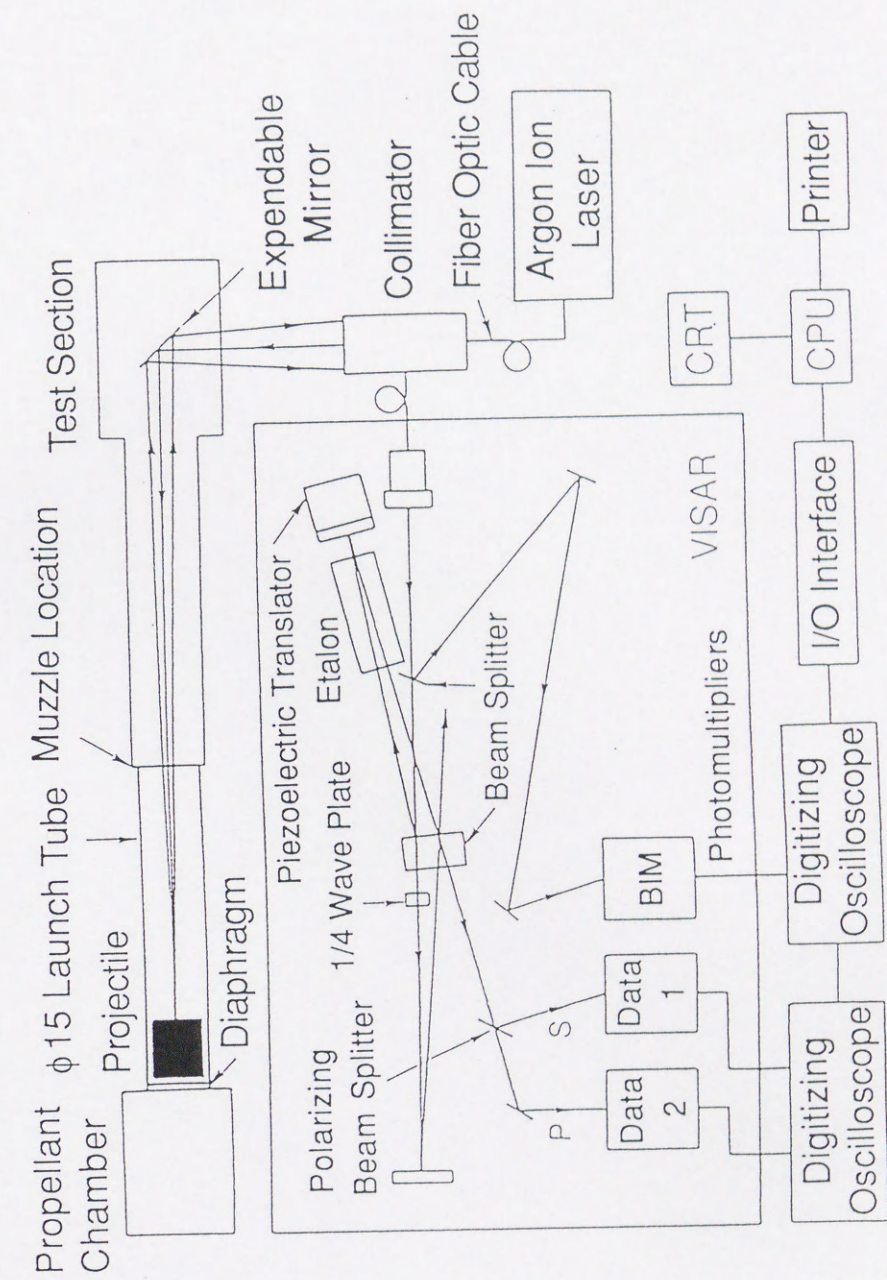 Propellant
Chamber
φ15 Launch Tube
Projectile
Diaphragm
Muzzle Location
Test Section
Expendable
Mirror
Collimator
Fiber Optic Cable
Argon Ion
Laser
Piezoelectric Translator
Etalon
1/4 Wave Plate
Polarizing
Beam Splitter
Beam Splitter
VISAR
S
P
Data
1
Data
2
BIM
Photomultipliers
Digitizing
Oscilloscope
Digitizing
Oscilloscope
I/O Interface
CPU
CRT
Printer